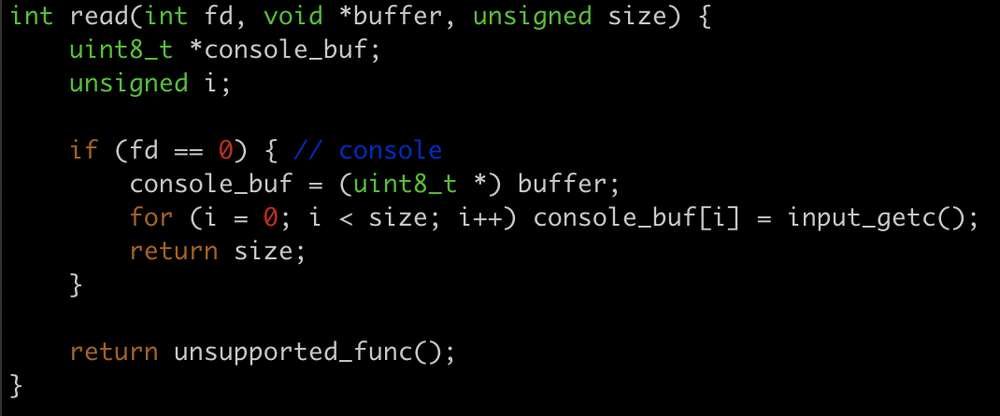 int read(int fd, void *buffer, unsigned size) {
    uint8_t *console_buf;
    unsigned i;

    if (fd == 0) { // console
        console_buf = (uint8_t *) buffer;
        for (i = 0; i < size; i++) console_buf[i] = input_getc();
        return size;
    }

    return unsupported_func();
}